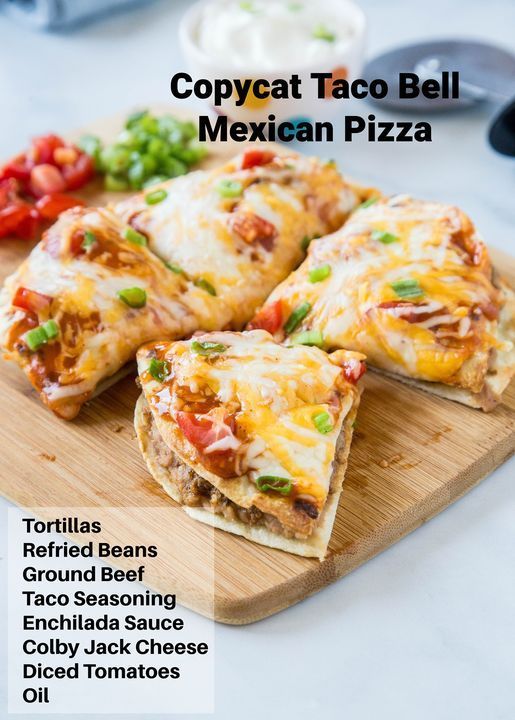 Copycat Taco Bell
Mexican Pizza
Tortillas
Refried Beans
Ground Beef
Taco Seasoning
Enchilada Sauce
Colby Jack Cheese
Diced Tomatoes
Oil